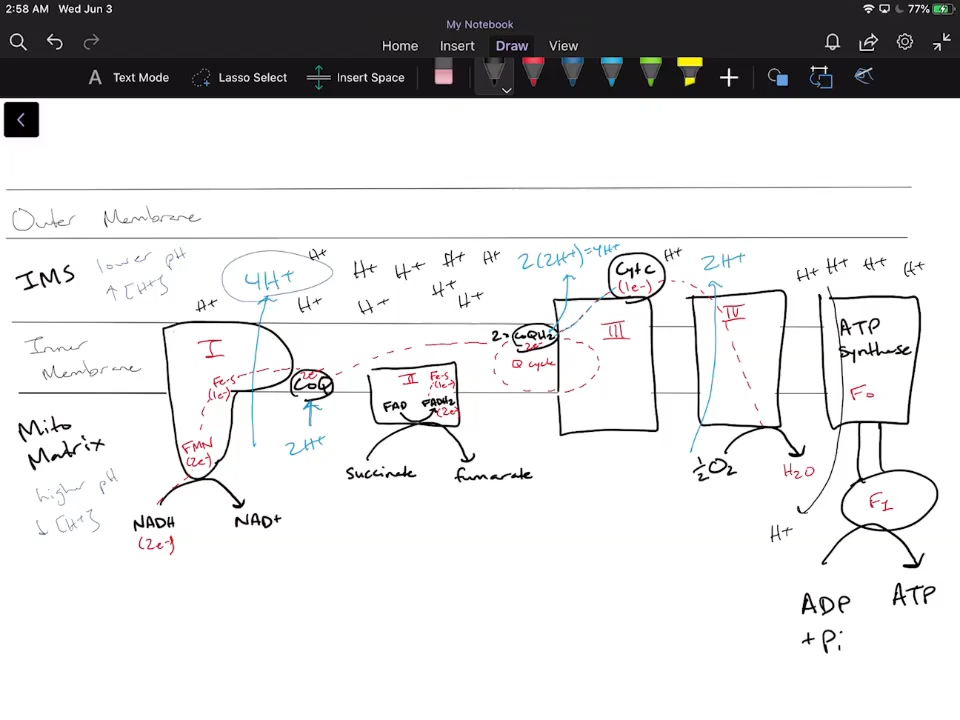 2:58 AM Wed Jun 3
77%
My Notebook
Home Insert Draw View
Text Mode Lasso Select Insert Space
Outer Membrane
IMS
lower pH
↑ [H+]
4H+
H+
H+
H+
H+
H+
H+
H+
H+
H+
H+
2(2H+)=4H+
Cytc
(1e-)
H+
2H+
H+
H+
H+
H+
Inner
Membrane
I
Fe-S
(1e-)
FMN
(2e-)
2e-
CoQ
2H+
II
Fe-S
(1e-)
FAD
FADH2
(2e-)
succinate
fumarate
2x
CoQH2
2e-
Q cycle
III
IV
½O2
H2O
ATP
synthase
Fo
F1
H+
Mito
Matrix
higher pH
↓ [H+]
NADH
(2e-)
NAD+
ADP
+ Pi
ATP